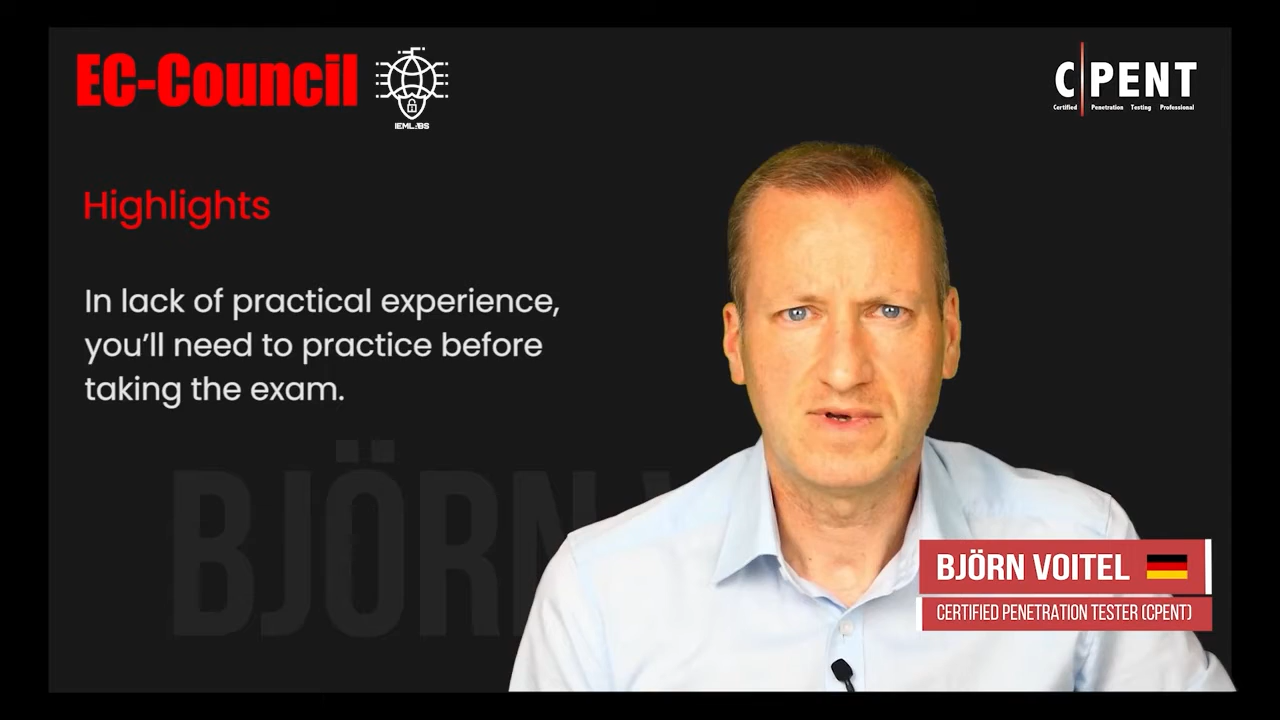 EC-Council
IEMLABS
C|PENT
Certified Penetration Testing Professional
Highlights
In lack of practical experience,
you’ll need to practice before
taking the exam.
BJÖRN V
BJÖRN VOITEL
CERTIFIED PENETRATION TESTER (CPENT)